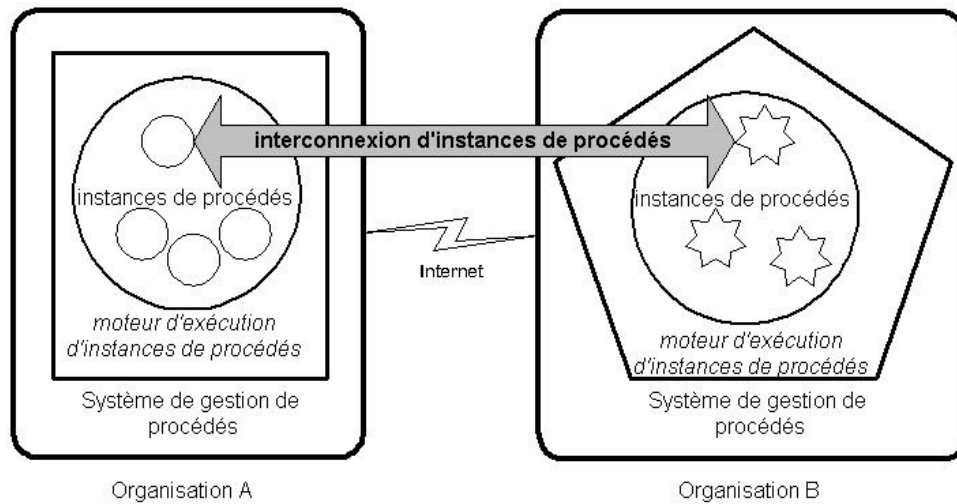 interconnexion d'instances de procédés
instances de procédés
moteur d'exécution
d'instances de procédés
Système de gestion de
procédés
Organisation A
Internet
instances de procédés
moteur d'exécution
d'instances de procédés
Système de gestion de
procédés
Organisation B